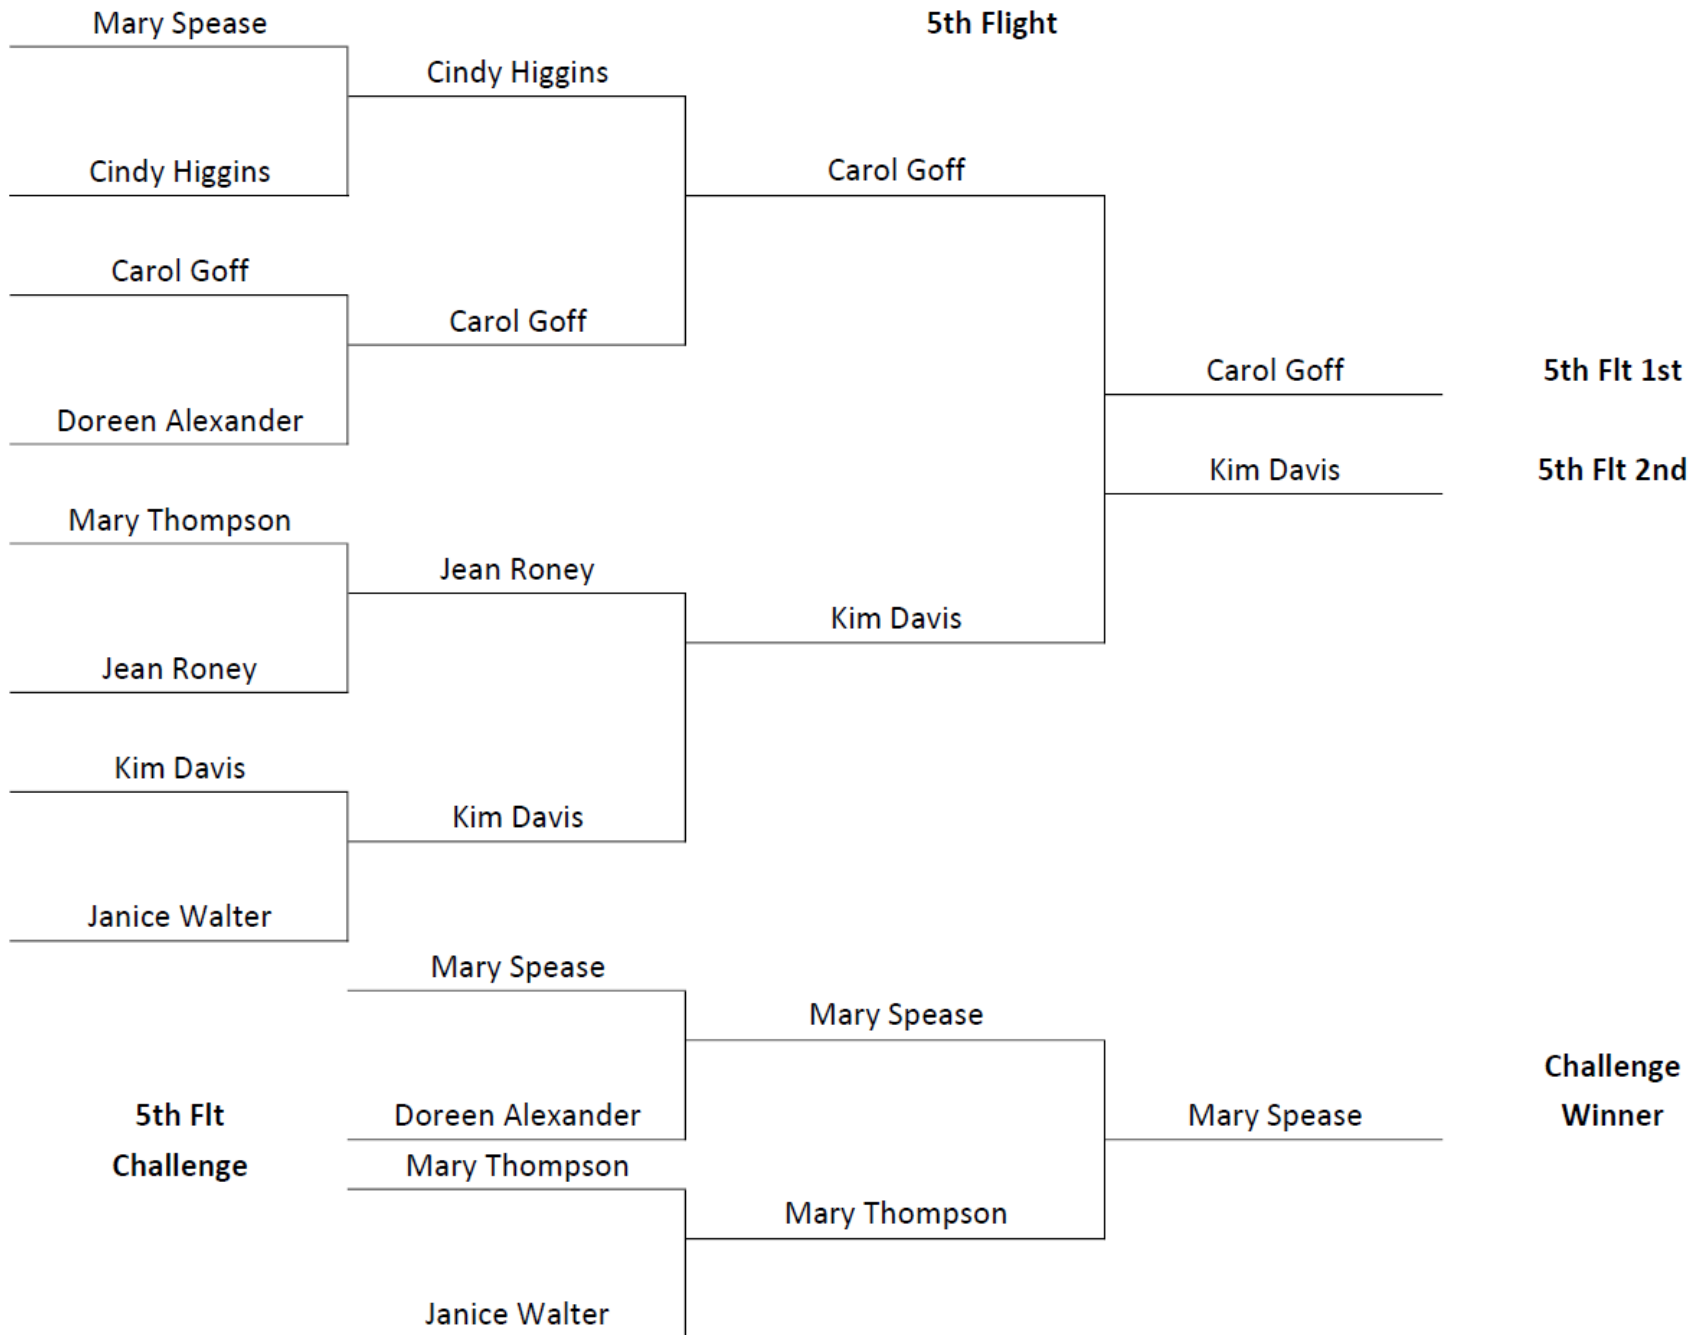 Mary Spease
5th Flight
Cindy Higgins
Cindy Higgins
Carol Goff
Carol Goff
Carol Goff
Carol Goff
5th Flt 1st
Doreen Alexander
Kim Davis
5th Flt 2nd
Mary Thompson
Jean Roney
Kim Davis
Jean Roney
Kim Davis
Kim Davis
Janice Walter
Mary Spease
Mary Spease
Challenge
Winner
5th Flt
Challenge
Doreen Alexander
Mary Spease
Mary Thompson
Mary Thompson
Janice Walter